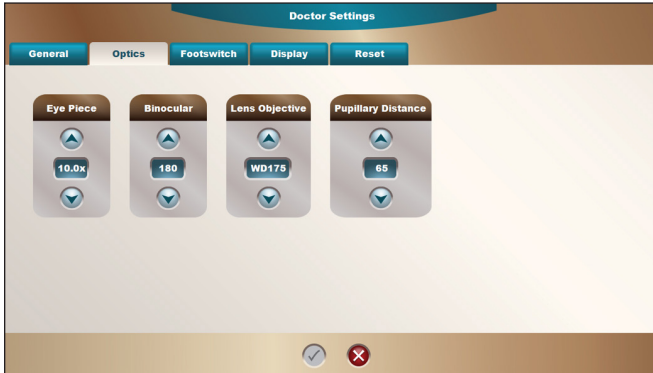 Doctor Settings
General Optics Footswitch Display Reset
Eye Piece Binocular Lens Objective Pupillary Distance
10.0x 180 WD175 65